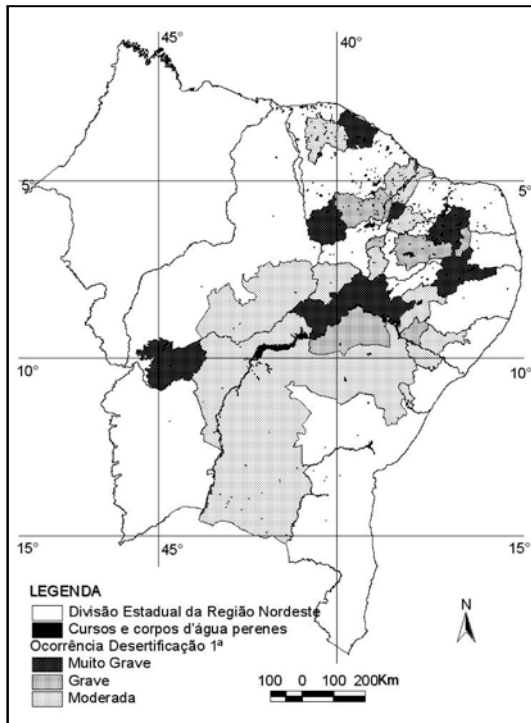 45°
40°
5°
5°
10°
10°
15°
45°
40°
15°
LEGENDA
Divisão Estadual da Região Nordeste
Cursos e corpos d'água perenes
Ocorrência Desertificação 1ª
Muito Grave
Grave
Moderada
N
100 0 100 200Km